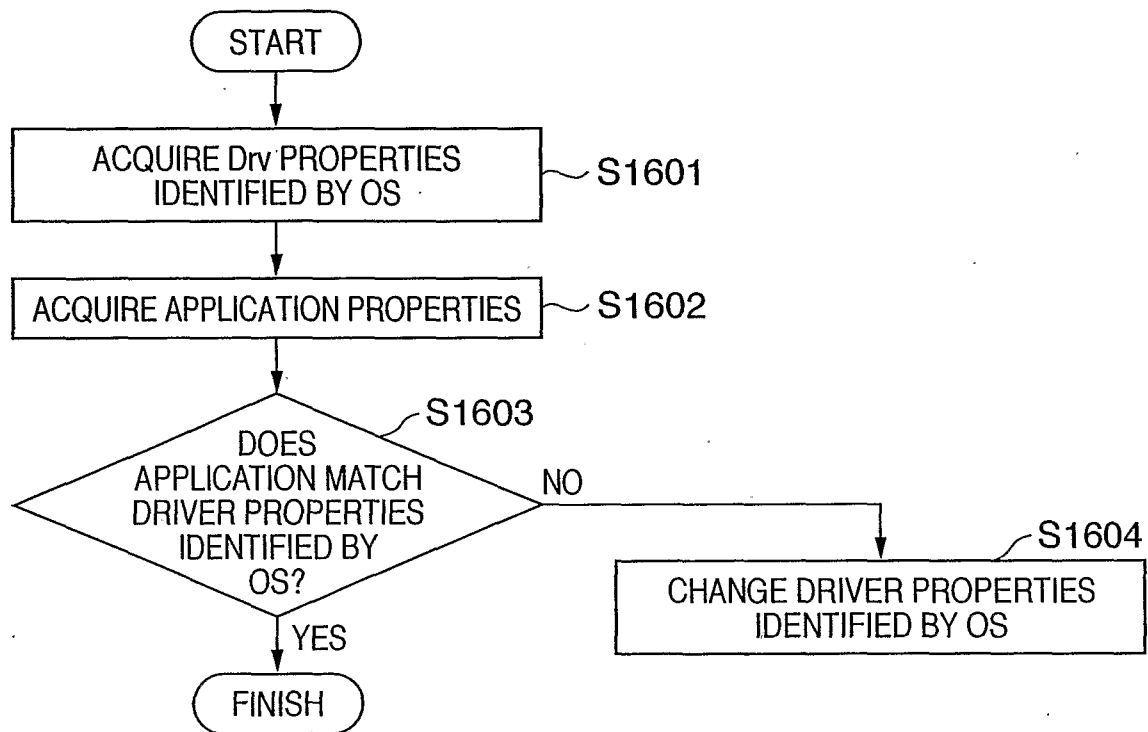 START
ACQUIRE Drv PROPERTIES
IDENTIFIED BY OS
S1601
ACQUIRE APPLICATION PROPERTIES
S1602
S1603
DOES
APPLICATION MATCH
DRIVER PROPERTIES
IDENTIFIED BY
OS?
NO
S1604
CHANGE DRIVER PROPERTIES
IDENTIFIED BY OS
YES
FINISH